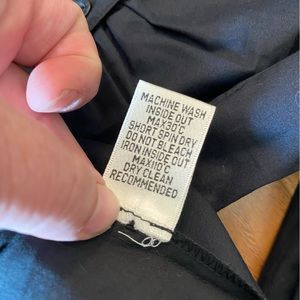 MACHINE WASH
INSIDE OUT
MAX30°C
SHORT SPIN DRY
DO NOT BLEACH
IRON INSIDE OUT
MAX110°C
DRY CLEAN
RECOMMENDED